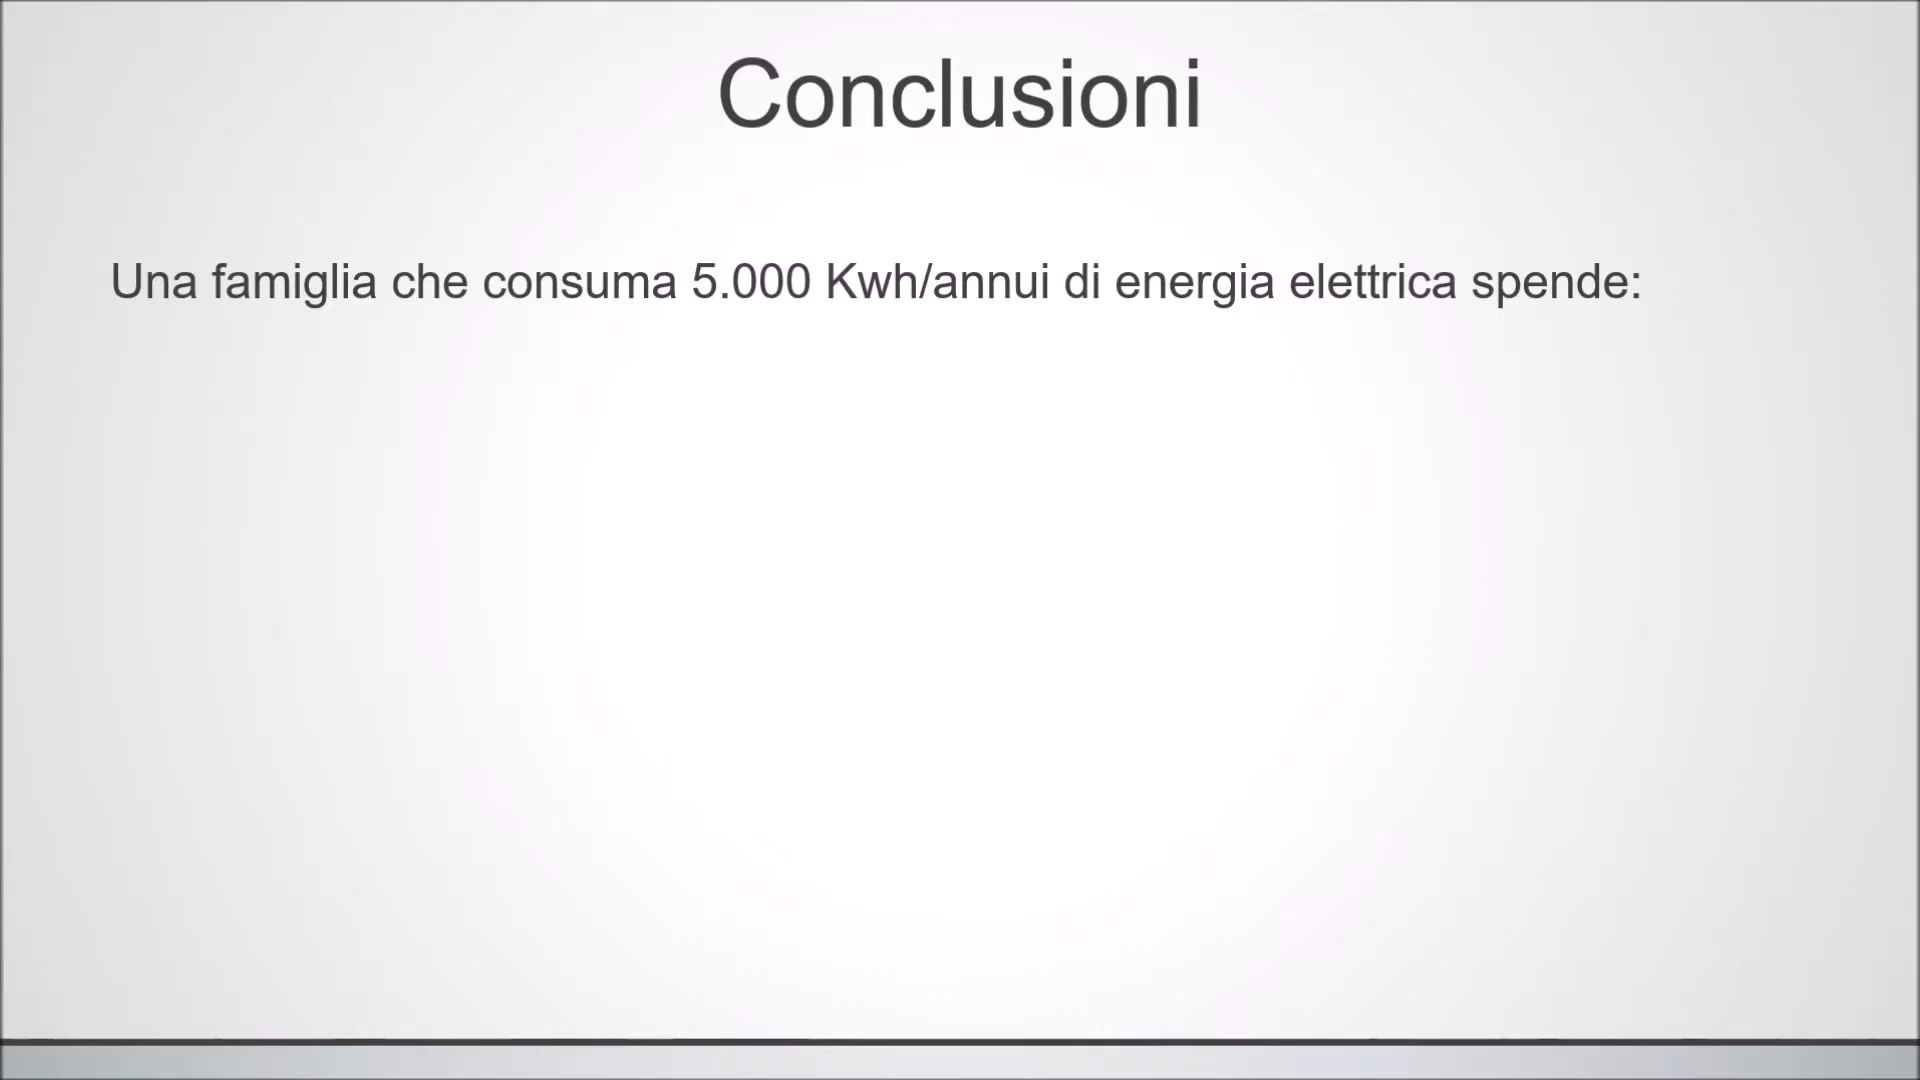 Conclusioni
Una famiglia che consuma 5.000 Kwh/annui di energia elettrica spende: